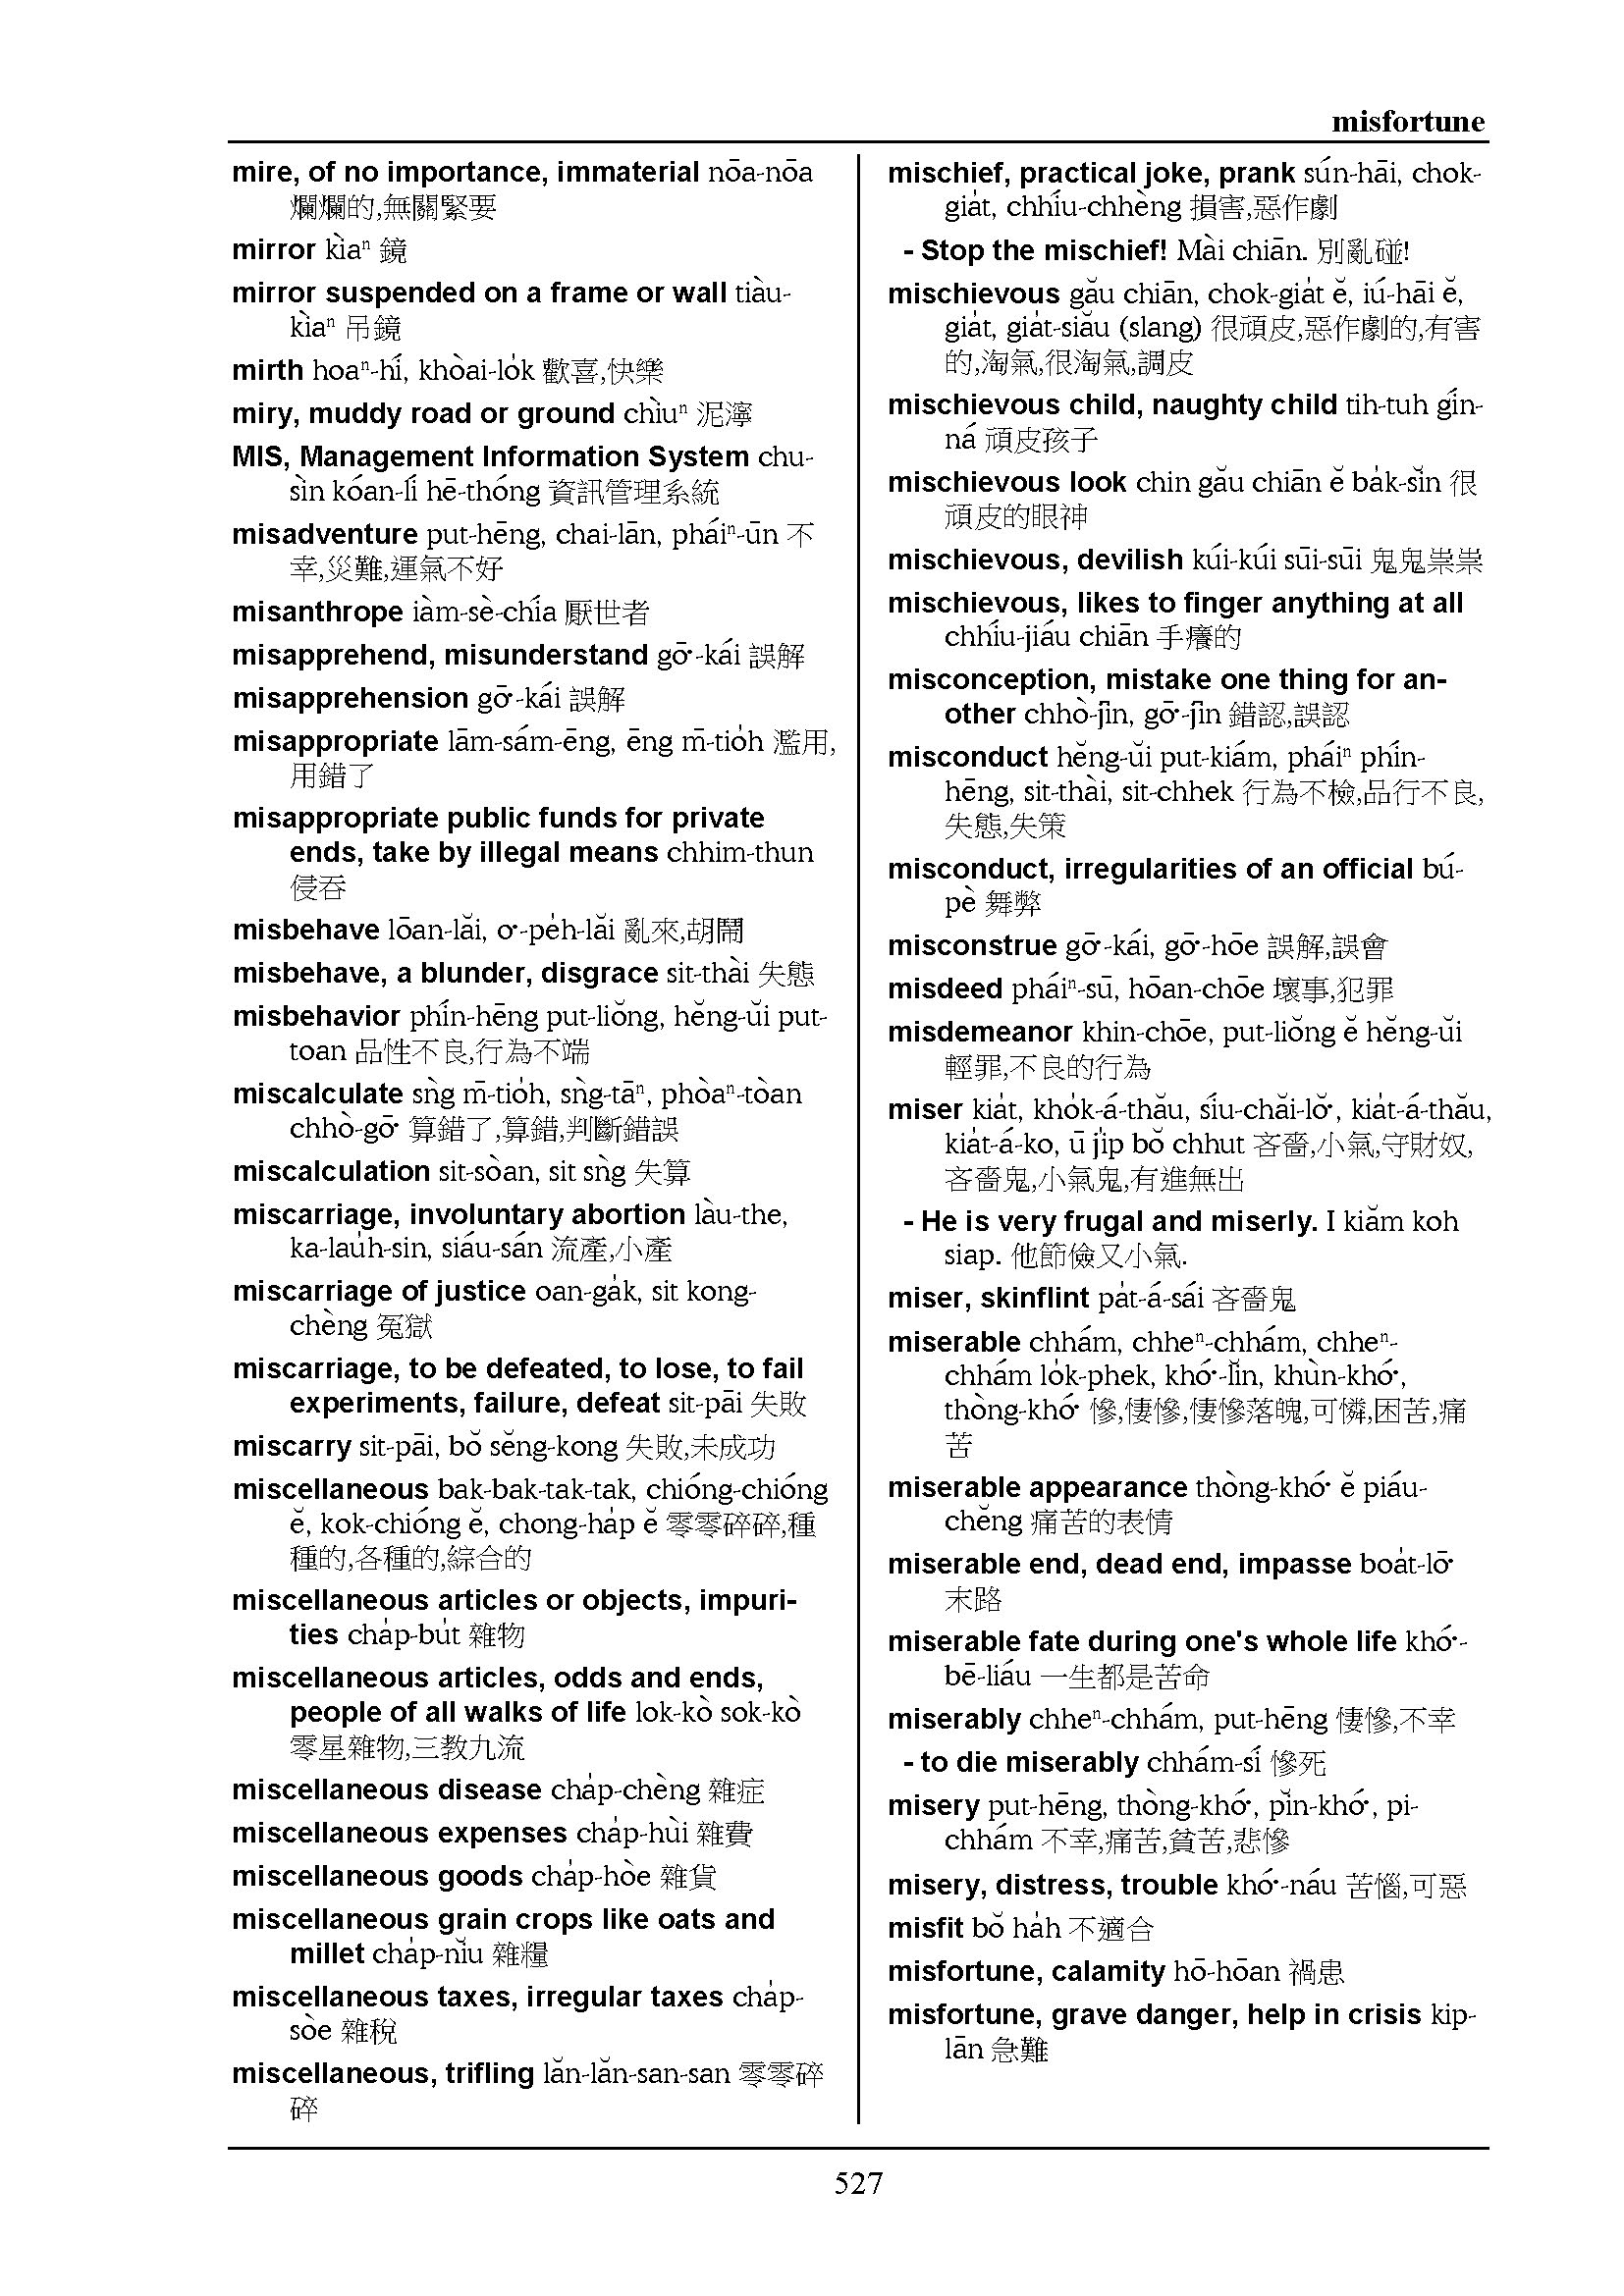 misfortune
mire, of no importance, immaterial nōa-nōa
爛爛的,無關緊要
mirror kìaⁿ 鏡
mirror suspended on a frame or wall tiàu-
kìaⁿ 吊鏡
mirth hoaⁿ-hí, khòai-lo̍k 歡喜,快樂
miry, muddy road or ground chìuⁿ 泥濘
MIS, Management Information System chu-
sìn kóan-lí hē-thóng 資訊管理系統
misadventure put-hēng, chai-lān, pháiⁿ-ūn 不
幸,災難,運氣不好
misanthrope iàm-sè-chía 厭世者
misapprehend, misunderstand gō͘-kái 誤解
misapprehension gō͘-kái 誤解
misappropriate lām-sám-ēng, ēng m̄-tio̍h 濫用,
用錯了
misappropriate public funds for private
ends, take by illegal means chhim-thun
侵吞
misbehave lōan-lăi, o͘-pe̍h-lăi 亂來,胡鬧
misbehave, a blunder, disgrace sit-thài 失態
misbehavior phín-hēng put-liŏng, hĕng-ŭi put-
toan 品性不良,行為不端
miscalculate sǹg m̄-tio̍h, sǹg-tāⁿ, phòaⁿ-tòan
chhò-gō͘ 算錯了,算錯,判斷錯誤
miscalculation sit-sòan, sit sǹg 失算
miscarriage, involuntary abortion làu-the,
ka-lau̍h-sin, siáu-sán 流產,小產
miscarriage of justice oan-ga̍k, sit kong-
chèng 冤獄
miscarriage, to be defeated, to lose, to fail
experiments, failure, defeat sit-pāi 失敗
miscarry sit-pāi, bŏ sĕng-kong 失敗,未成功
miscellaneous bak-bak-tak-tak, chióng-chióng
ĕ, kok-chióng ĕ, chong-ha̍p ĕ 零零碎碎,種
種的,各種的,綜合的
miscellaneous articles or objects, impuri-
ties cha̍p-bu̍t 雜物
miscellaneous articles, odds and ends,
people of all walks of life lok-kò sok-kò
零星雜物,三教九流
miscellaneous disease cha̍p-chèng 雜症
miscellaneous expenses cha̍p-hùi 雜費
miscellaneous goods cha̍p-hòe 雜貨
miscellaneous grain crops like oats and
millet cha̍p-nĭu 雜糧
miscellaneous taxes, irregular taxes cha̍p-
sòe 雜稅
miscellaneous, trifling lăn-lăn-san-san 零零碎
碎
mischief, practical joke, prank sún-hāi, chok-
gia̍t, chhíu-chhèng 損害,惡作劇
- Stop the mischief! Mài chiān. 別亂碰!
mischievous gău chiān, chok-gia̍t ĕ, iú-hāi ĕ,
gia̍t, gia̍t-siău (slang) 很頑皮,惡作劇的,有害
的,淘氣,很淘氣,調皮
mischievous child, naughty child tih-tuh gín-
ná 頑皮孩子
mischievous look chin gău chiān ĕ ba̍k-sĭn 很
頑皮的眼神
mischievous, devilish kúi-kúi sūi-sūi 鬼鬼祟祟
mischievous, likes to finger anything at all
chhíu-jiáu chiān 手癢的
misconception, mistake one thing for an-
other chhò-jīn, gō͘-jīn 錯認,誤認
misconduct hĕng-ŭi put-kiám, pháiⁿ phín-
hēng, sit-thài, sit-chhek 行為不檢,品行不良,
失態,失策
misconduct, irregularities of an official bú-
pè 舞弊
misconstrue gō͘-kái, gō͘-hōe 誤解,誤會
misdeed pháiⁿ-sū, hōan-chōe 壞事,犯罪
misdemeanor khin-chōe, put-liŏng ĕ hĕng-ŭi
輕罪,不良的行為
miser kia̍t, kho̍k-á-thău, síu-chăi-lŏ͘, kia̍t-á-thău,
kia̍t-á-ko, ū ji̍p bŏ chhut 吝嗇,小氣,守財奴,
吝嗇鬼,小氣鬼,有進無出
- He is very frugal and miserly. I kiăm koh
siap. 他節儉又小氣.
miser, skinflint pa̍t-á-sái 吝嗇鬼
miserable chhám, chheⁿ-chhám, chheⁿ-
chhám lo̍k-phek, khó͘-lĭn, khùn-khó͘,
thòng-khó͘ 慘,悽慘,悽慘落魄,可憐,困苦,痛
苦
miserable appearance thòng-khó͘ ĕ piáu-
chĕng 痛苦的表情
miserable end, dead end, impasse boa̍t-lō͘
末路
miserable fate during one's whole life khó͘-
bē-liáu 一生都是苦命
miserably chheⁿ-chhám, put-hēng 悽慘,不幸
- to die miserably chhám-sí 慘死
misery put-hēng, thòng-khó͘, pĭn-khó͘, pi-
chhám 不幸,痛苦,貧苦,悲慘
misery, distress, trouble khó͘-náu 苦惱,可惡
misfit bŏ ha̍h 不適合
misfortune, calamity hō-hōan 禍患
misfortune, grave danger, help in crisis kip-
lān 急難
527